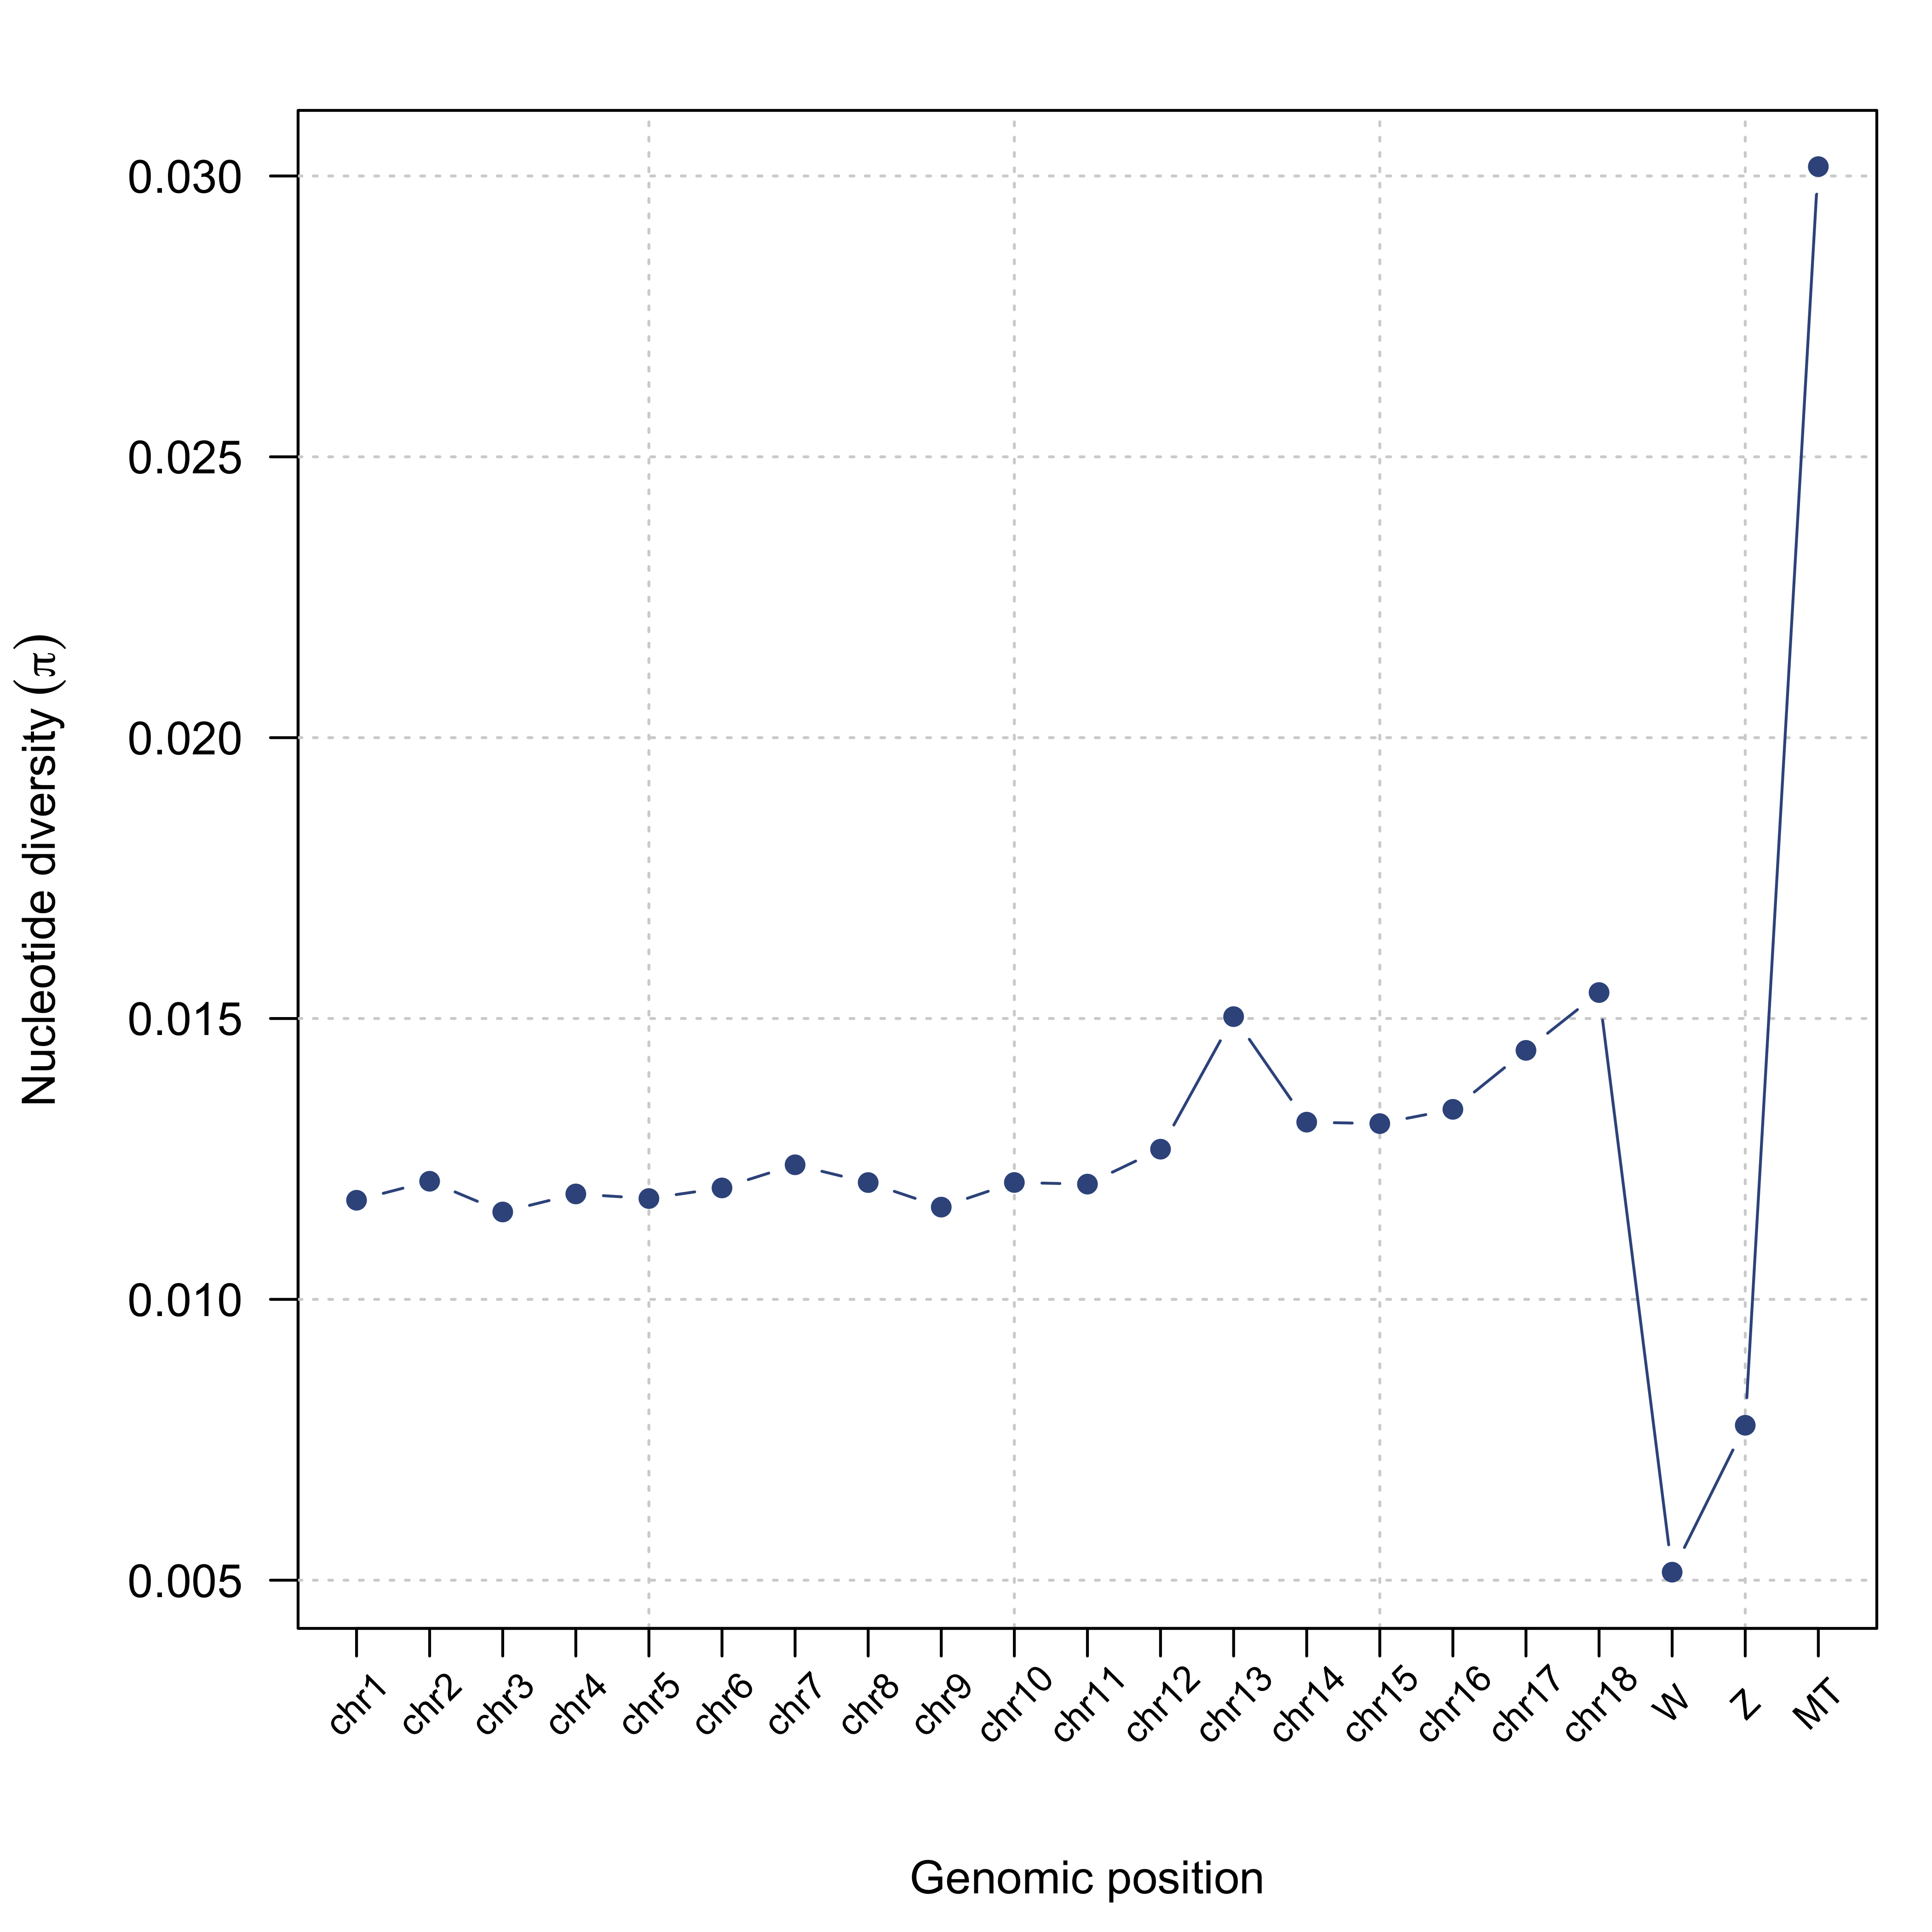 0.030
0.025
0.020
0.015
0.010
0.005
Nucleotide diversity (π)
chr1
chr2
chr3
chr4
chr5
chr6
chr7
chr8
chr9
chr10
chr11
chr12
chr13
chr14
chr15
chr16
chr17
chr18
W
Z
MT
Genomic position